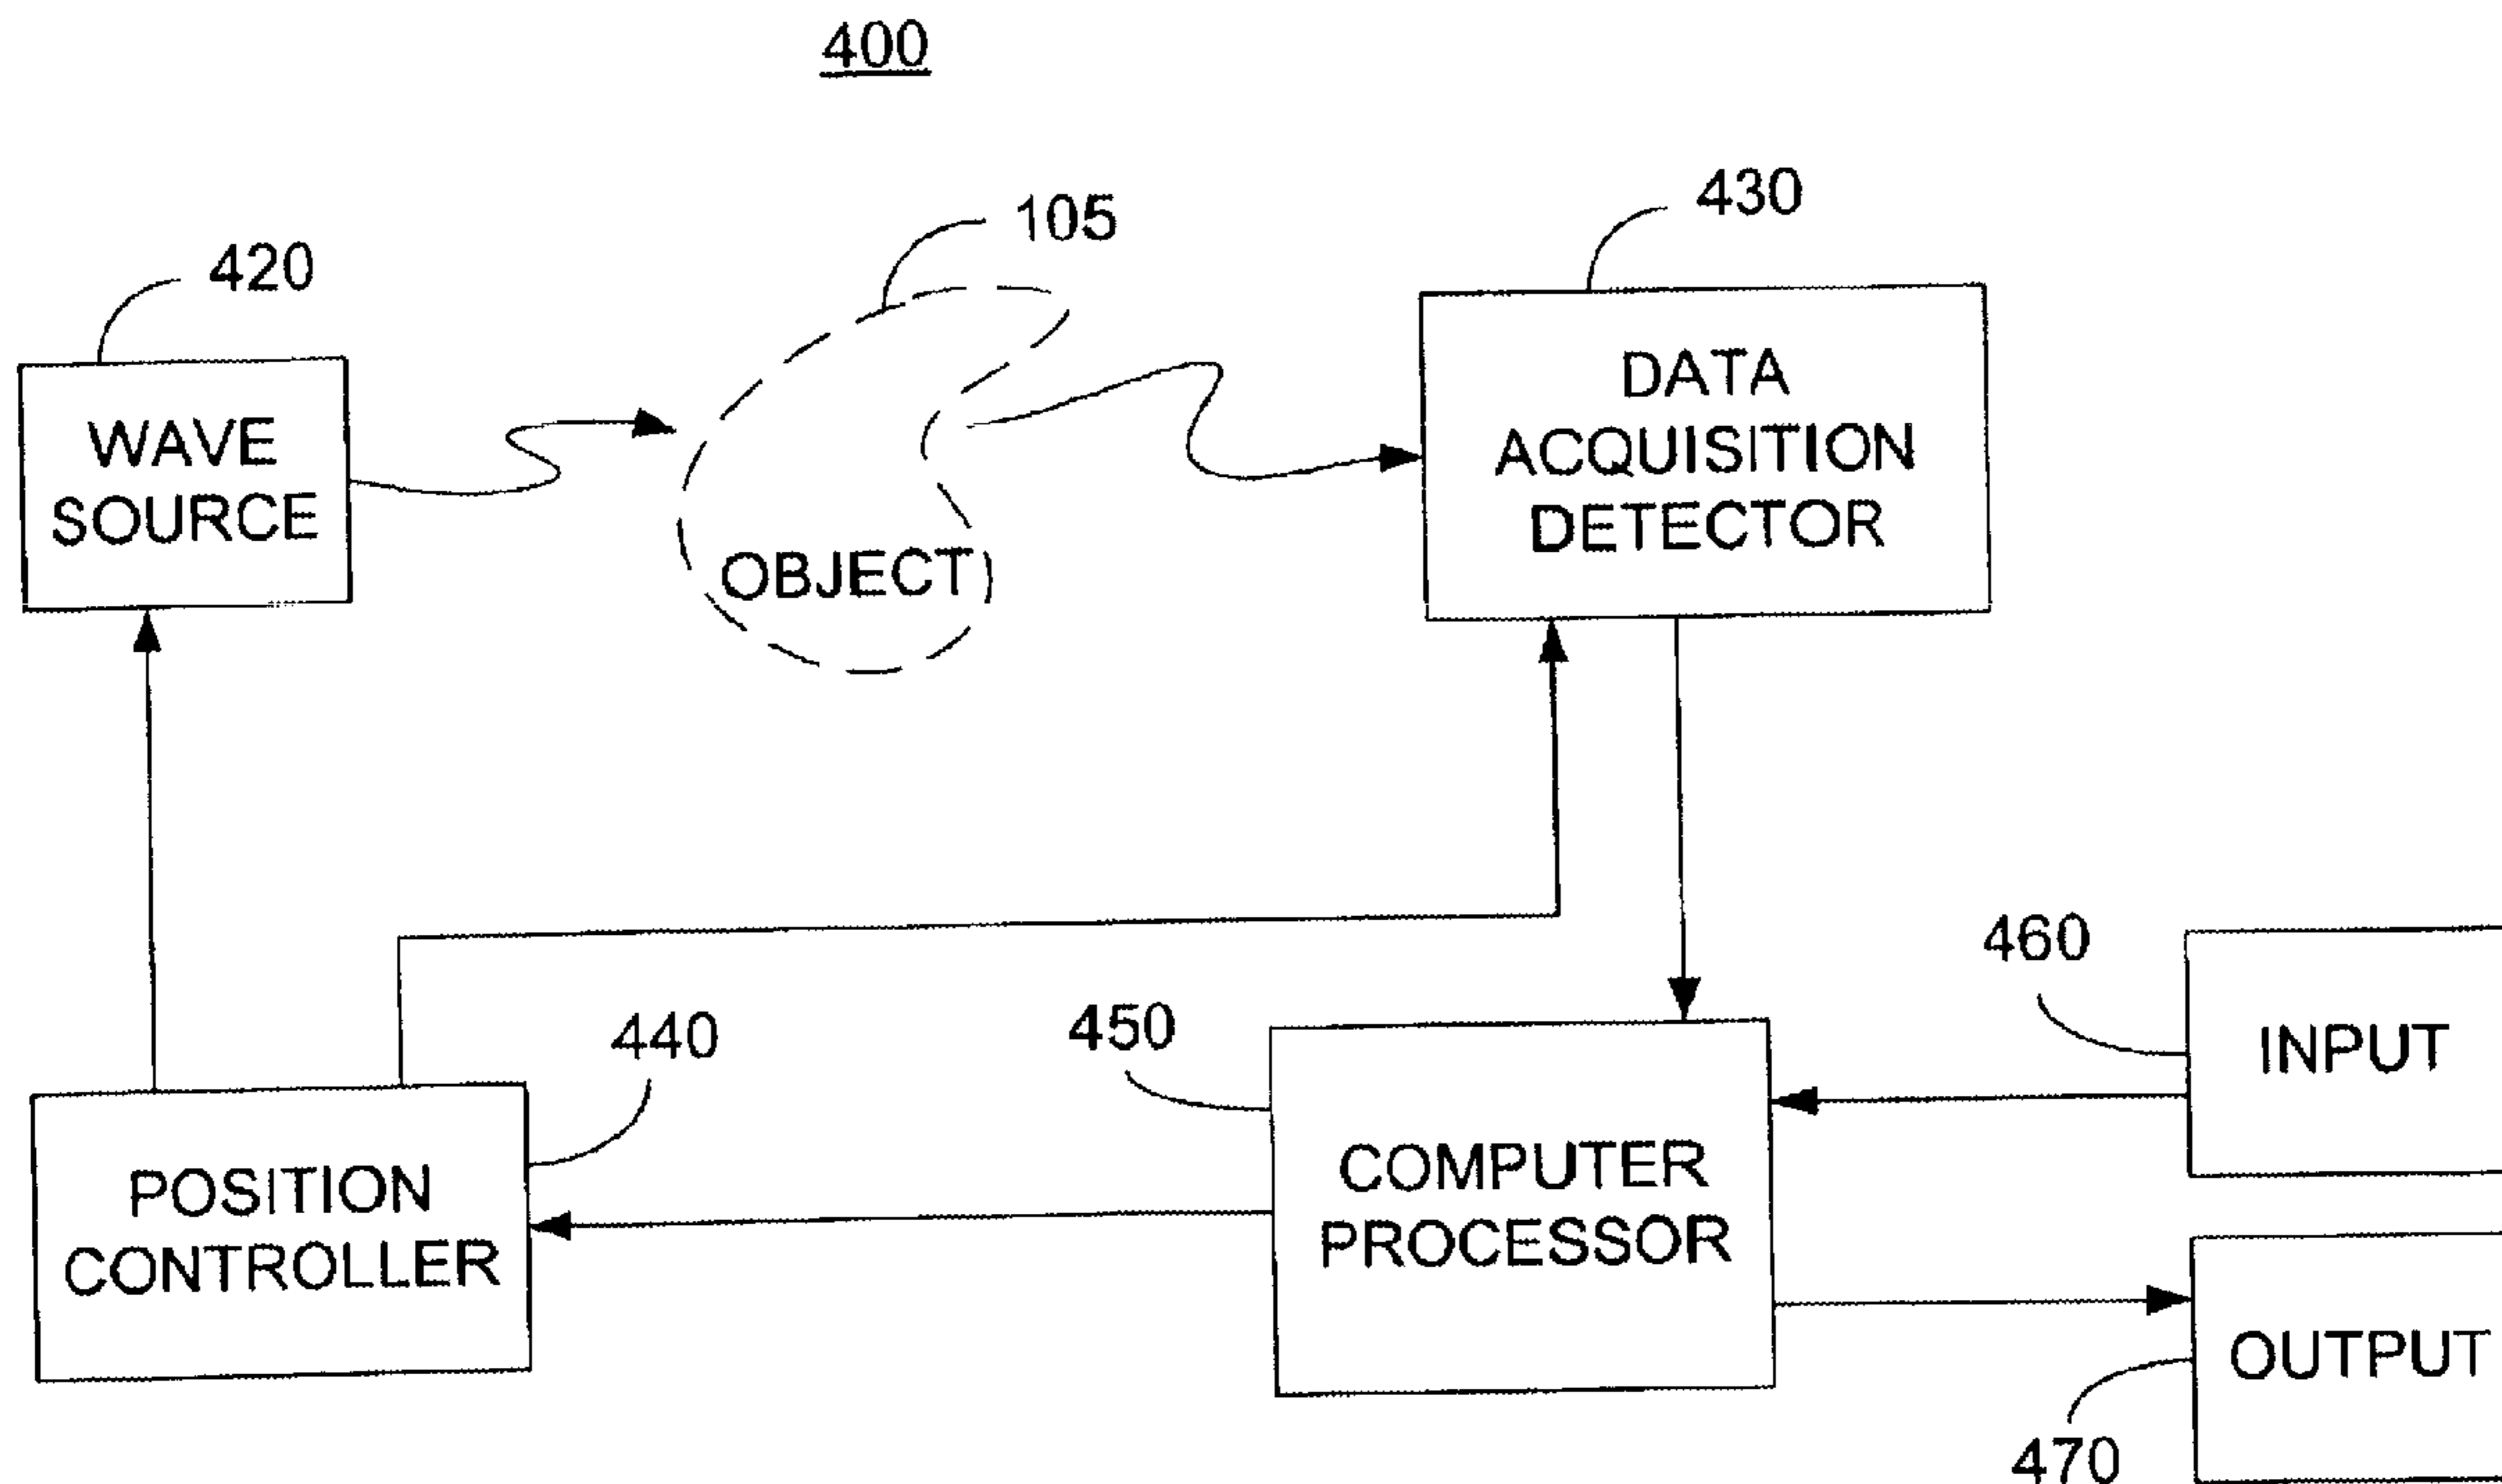 400
105
430
420
DATA
ACQUISITION
DETECTOR
WAVE
SOURCE
OBJECT
460
440
450
INPUT
POSITION
CONTROLLER
COMPUTER
PROCESSOR
OUTPUT
470